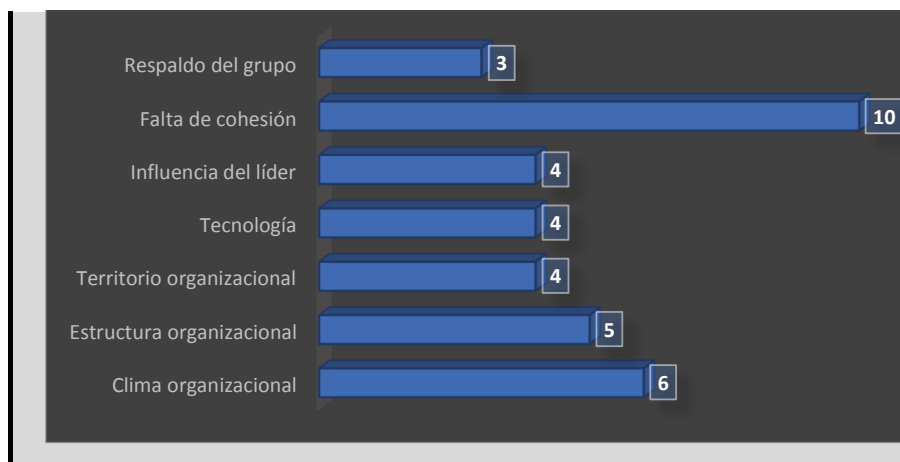 Respaldo del grupo 3
Falta de cohesión 10
Influencia del líder 4
Tecnología 4
Territorio organizacional 4
Estructura organizacional 5
Clima organizacional 6